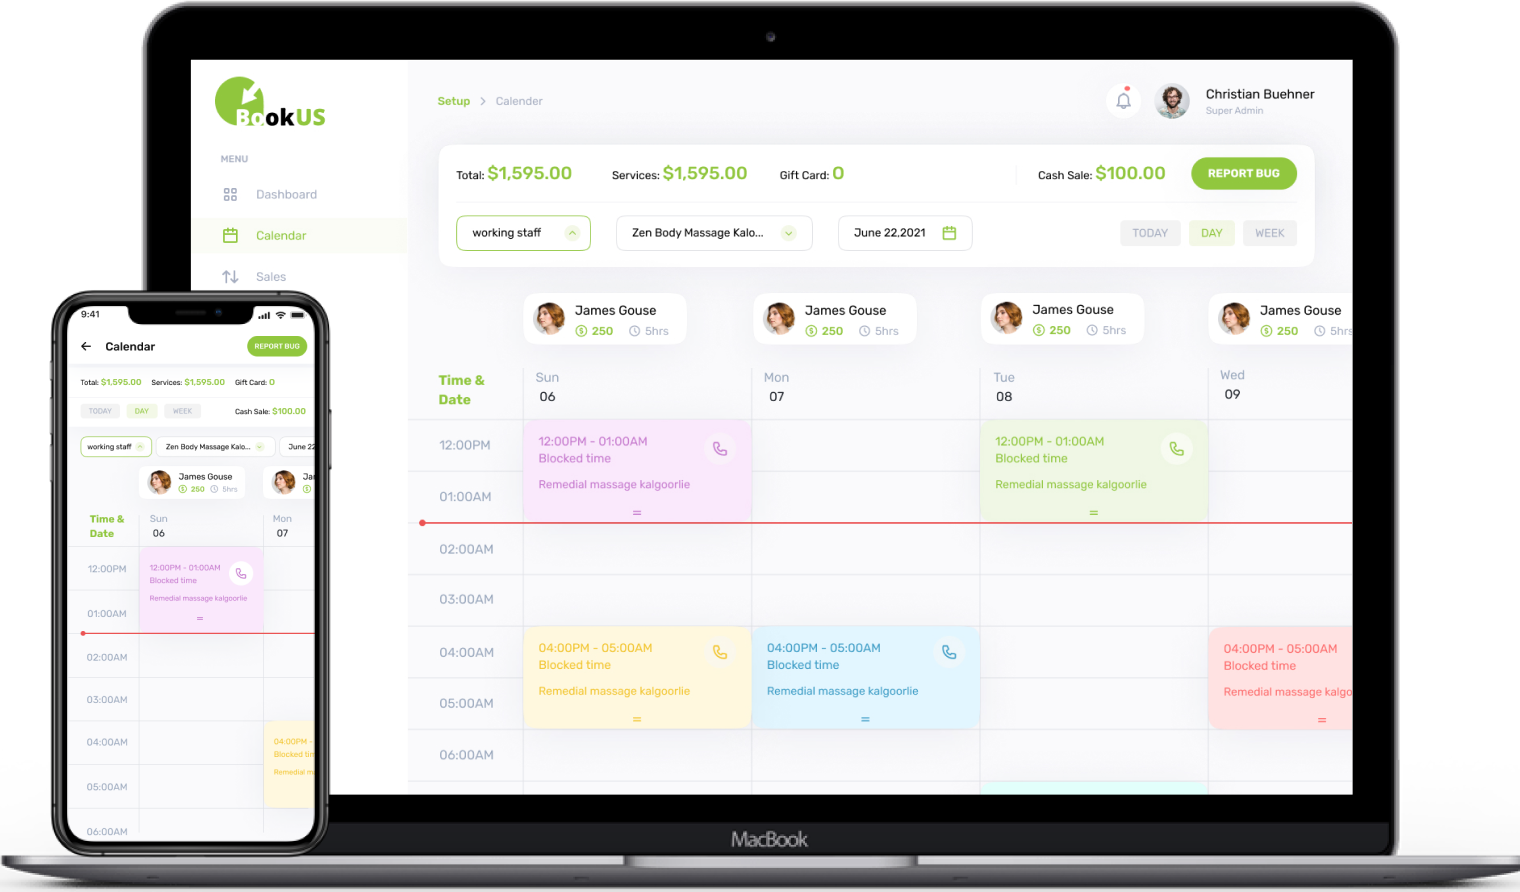 BookUS
MENU
Dashboard
Calendar
Sales
Setup > Calender
Christian Buehner
Super Admin
Total: $1,595.00
Services: $1,595.00
Gift Card: 0
Cash Sale: $100.00
REPORT BUG
working staff
Zen Body Massage Kalo...
June 22,2021
TODAY
DAY
WEEK
James Gouse
250 5hrs
James Gouse
250 5hrs
James Gouse
250 5hrs
James Gouse
250 5hrs
Time &
Date
Sun
06
Mon
07
Tue
08
Wed
09
12:00PM
01:00AM
02:00AM
03:00AM
04:00AM
05:00AM
06:00AM
12:00PM - 01:00AM
Blocked time
Remedial massage kalgoorlie
12:00PM - 01:00AM
Blocked time
Remedial massage kalgoorlie
04:00PM - 05:00AM
Blocked time
Remedial massage kalgoorlie
04:00PM - 05:00AM
Blocked time
Remedial massage kalgoorlie
04:00PM - 05:00AM
Blocked time
Remedial massage kalgo
MacBook
9:41
Calendar
REPORT BUG
Total: $1,595.00
Services: $1,595.00
Gift Card: 0
TODAY
DAY
WEEK
Cash Sale: $100.00
working staff
Zen Body Massage Kalo...
June 22
James Gouse
250 5hrs
Jar
Time &
Date
Sun
06
Mon
07
12:00PM
01:00AM
02:00AM
03:00AM
04:00AM
05:00AM
06:00AM
12:00PM - 01:00AM
Blocked time
Remedial massage kalgoorlie
04:00PM -
Blocked tim
Remedial m